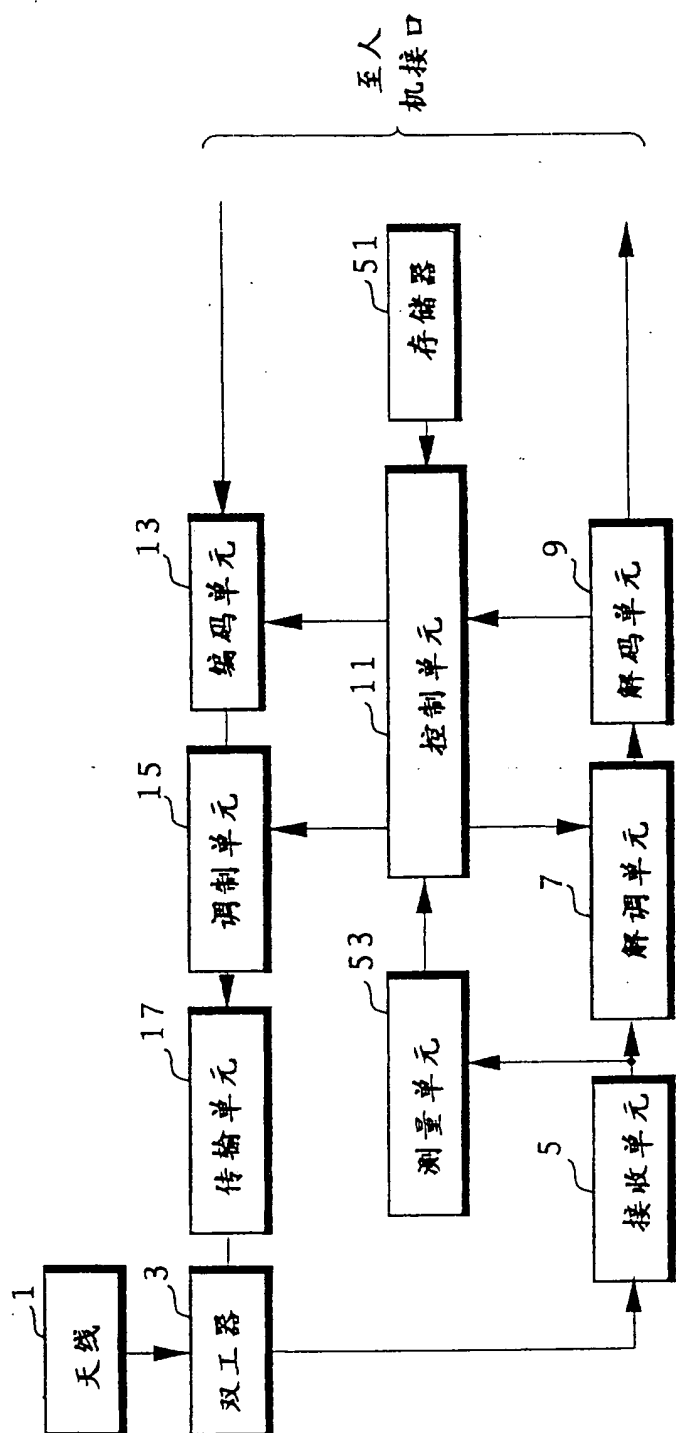 1
天线
3
双工器
17
传输单元
15
调制单元
13
编码单元
至人
机接口
53
测量单元
11
控制单元
51
存储器
5
接收单元
7
解调单元
9
解码单元